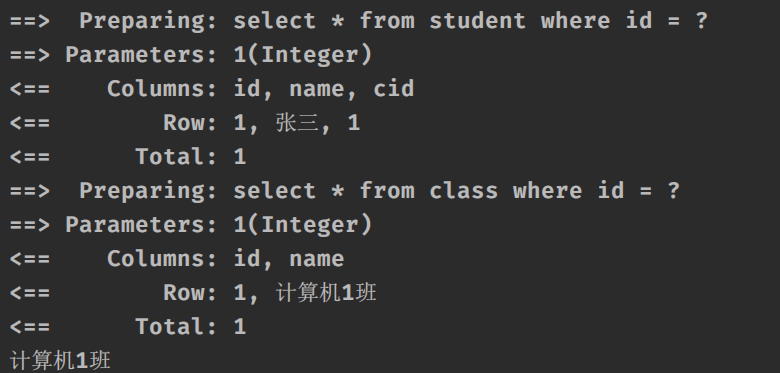 ==>  Preparing: select * from student where id = ?
==> Parameters: 1(Integer)
<==    Columns: id, name, cid
<==        Row: 1, 张三, 1
<==      Total: 1
==>  Preparing: select * from class where id = ?
==> Parameters: 1(Integer)
<==    Columns: id, name
<==        Row: 1, 计算机1班
<==      Total: 1
计算机1班